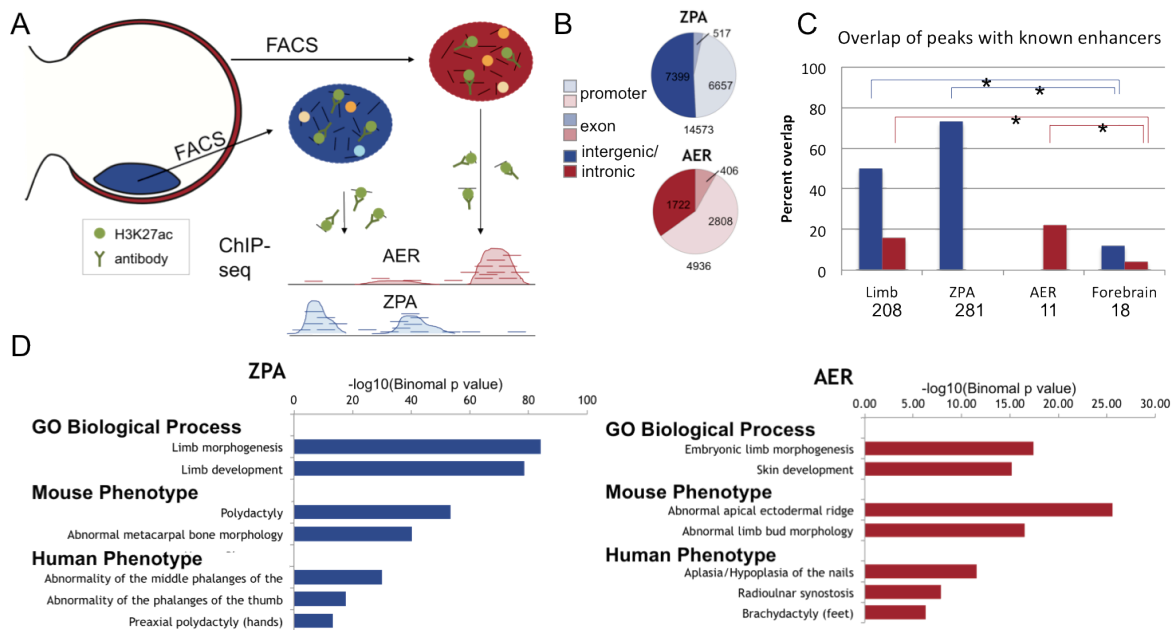 A
FACS
FACS
H3K27ac
antibody
ChIP-
seq
AER
ZPA
B
ZPA
517
7399
6657
14573
promoter
exon
intergenic/
intronic
AER
406
1722
2808
4936
C
Overlap of peaks with known enhancers
Percent overlap
100
80
60
40
20
0
*
*
*
*
Limb
ZPA
AER
Forebrain
208
281
11
18
D
ZPA
-log10(Binomal p value)
0
20
40
60
80
100
GO Biological Process
Limb morphogenesis
Limb development
Mouse Phenotype
Polydactyly
Abnormal metacarpal bone morphology
Human Phenotype
Abnormality of the middle phalanges of the
Abnormality of the phalanges of the thumb
Preaxial polydactyly (hands)
AER
-log10(Binomal p value)
0.00
5.00
10.00
15.00
20.00
25.00
30.00
GO Biological Process
Embryonic limb morphogenesis
Skin development
Mouse Phenotype
Abnormal apical ectodermal ridge
Abnormal limb bud morphology
Human Phenotype
Aplasia/Hypoplasia of the nails
Radioulnar synostosis
Brachydactyly (feet)